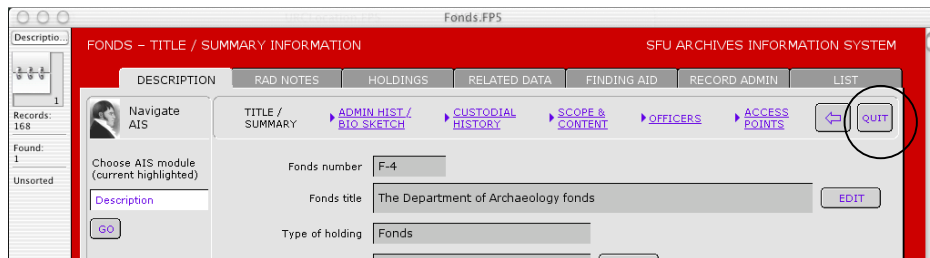 Fonds.FP5
Descriptio...
1
Records:
168
Found:
1
Unsorted
FONDS – TITLE / SUMMARY INFORMATION
SFU ARCHIVES INFORMATION SYSTEM
DESCRIPTION
RAD NOTES
HOLDINGS
RELATED DATA
FINDING AID
RECORD ADMIN
LIST
Navigate
AIS
TITLE /
SUMMARY
ADMIN HIST /
BIO SKETCH
CUSTODIAL
HISTORY
SCOPE &
CONTENT
OFFICERS
ACCESS
POINTS
QUIT
Choose AIS module
(current highlighted)
Description
GO
Fonds number F-4
Fonds title The Department of Archaeology fonds
EDIT
Type of holding Fonds